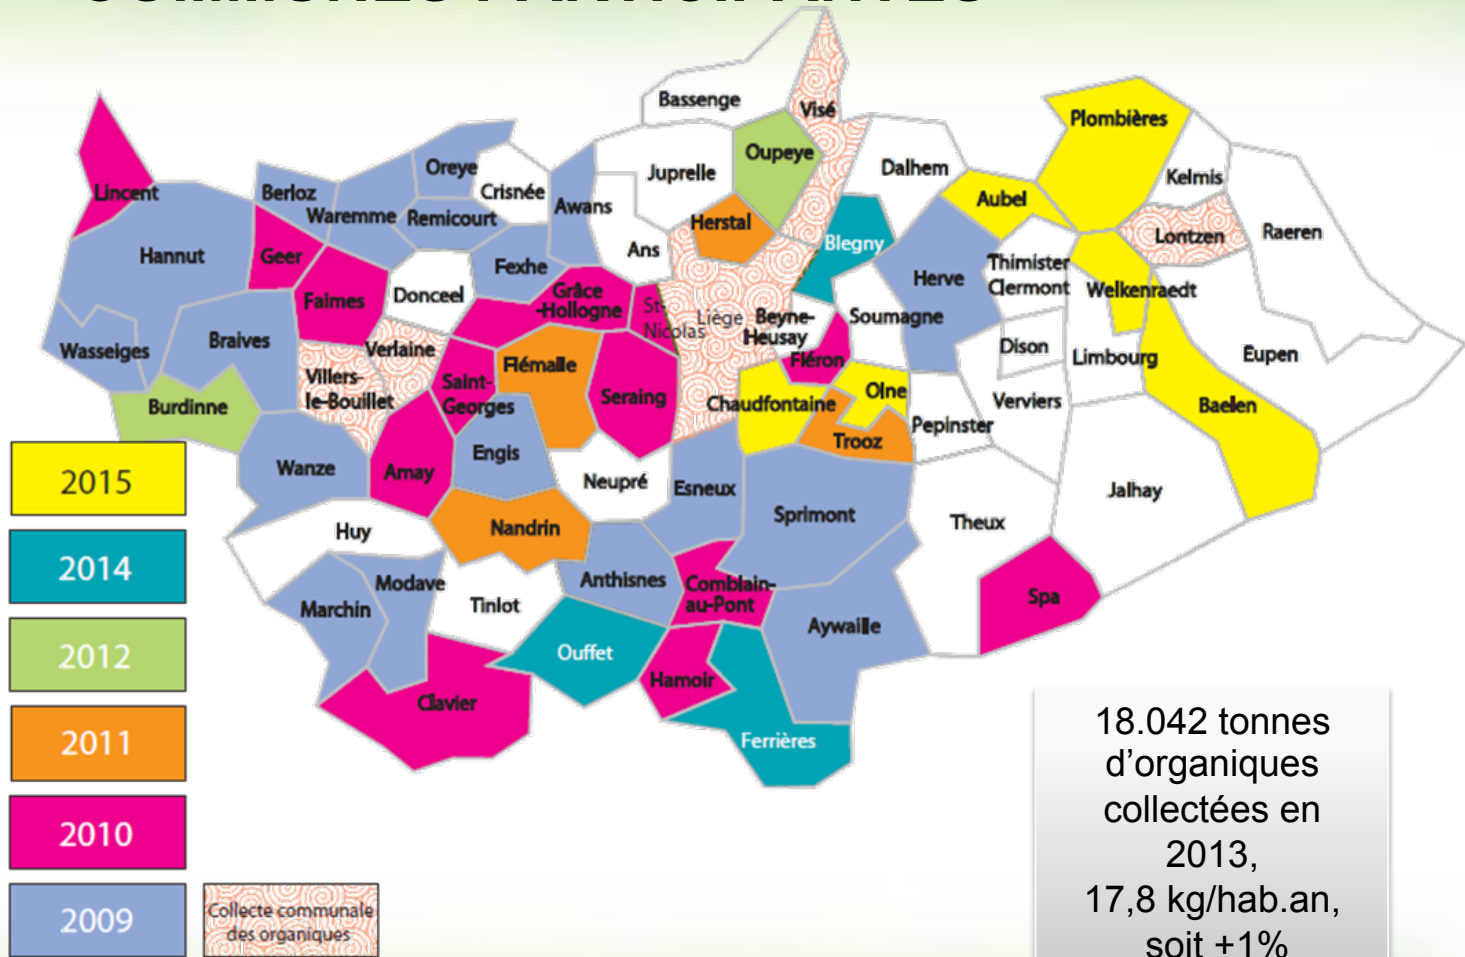 COMMUNES PARTICIPANTES
Bassenge
Visé
Plombières
Oupeye
Juprelle
Dalhem
Oreye
Crisnée
Kelmis
Lincent
Berloz
Waremme
Remicourt
Awans
Herstal
Aubel
Ans
Blegny
Lontzen
Raeren
Hannut
Geer
Fexhe
Herve
Thimister
Clermont
Faimes
Donceel
Grâce
-Hollogne
St-
Nicolas
Liège
Beyne-
Heusay
Soumagne
Welkenraedt
Wasseiges
Braives
Verlaine
Flémalle
Fléron
Dison
Limbourg
Eupen
Villers-
le-Bouillet
Saint-
Georges
Seraing
Chaudfontaine
Olne
Verviers
Baelen
Burdinne
Trooz
Pepinster
Wanze
Amay
Engis
Neupré
Esneux
Sprimont
Jalhay
Huy
Nandrin
Theux
Modave
Marchin
Tinlot
Anthisnes
Comblain-
au-Pont
Aywaille
Spa
Ouffet
Hamoir
Clavier
Ferrières
2015
2014
2012
2011
2010
2009
Collecte communale
des organiques
18.042 tonnes
d’organiques
collectées en
2013,
17,8 kg/hab.an,
soit +1%